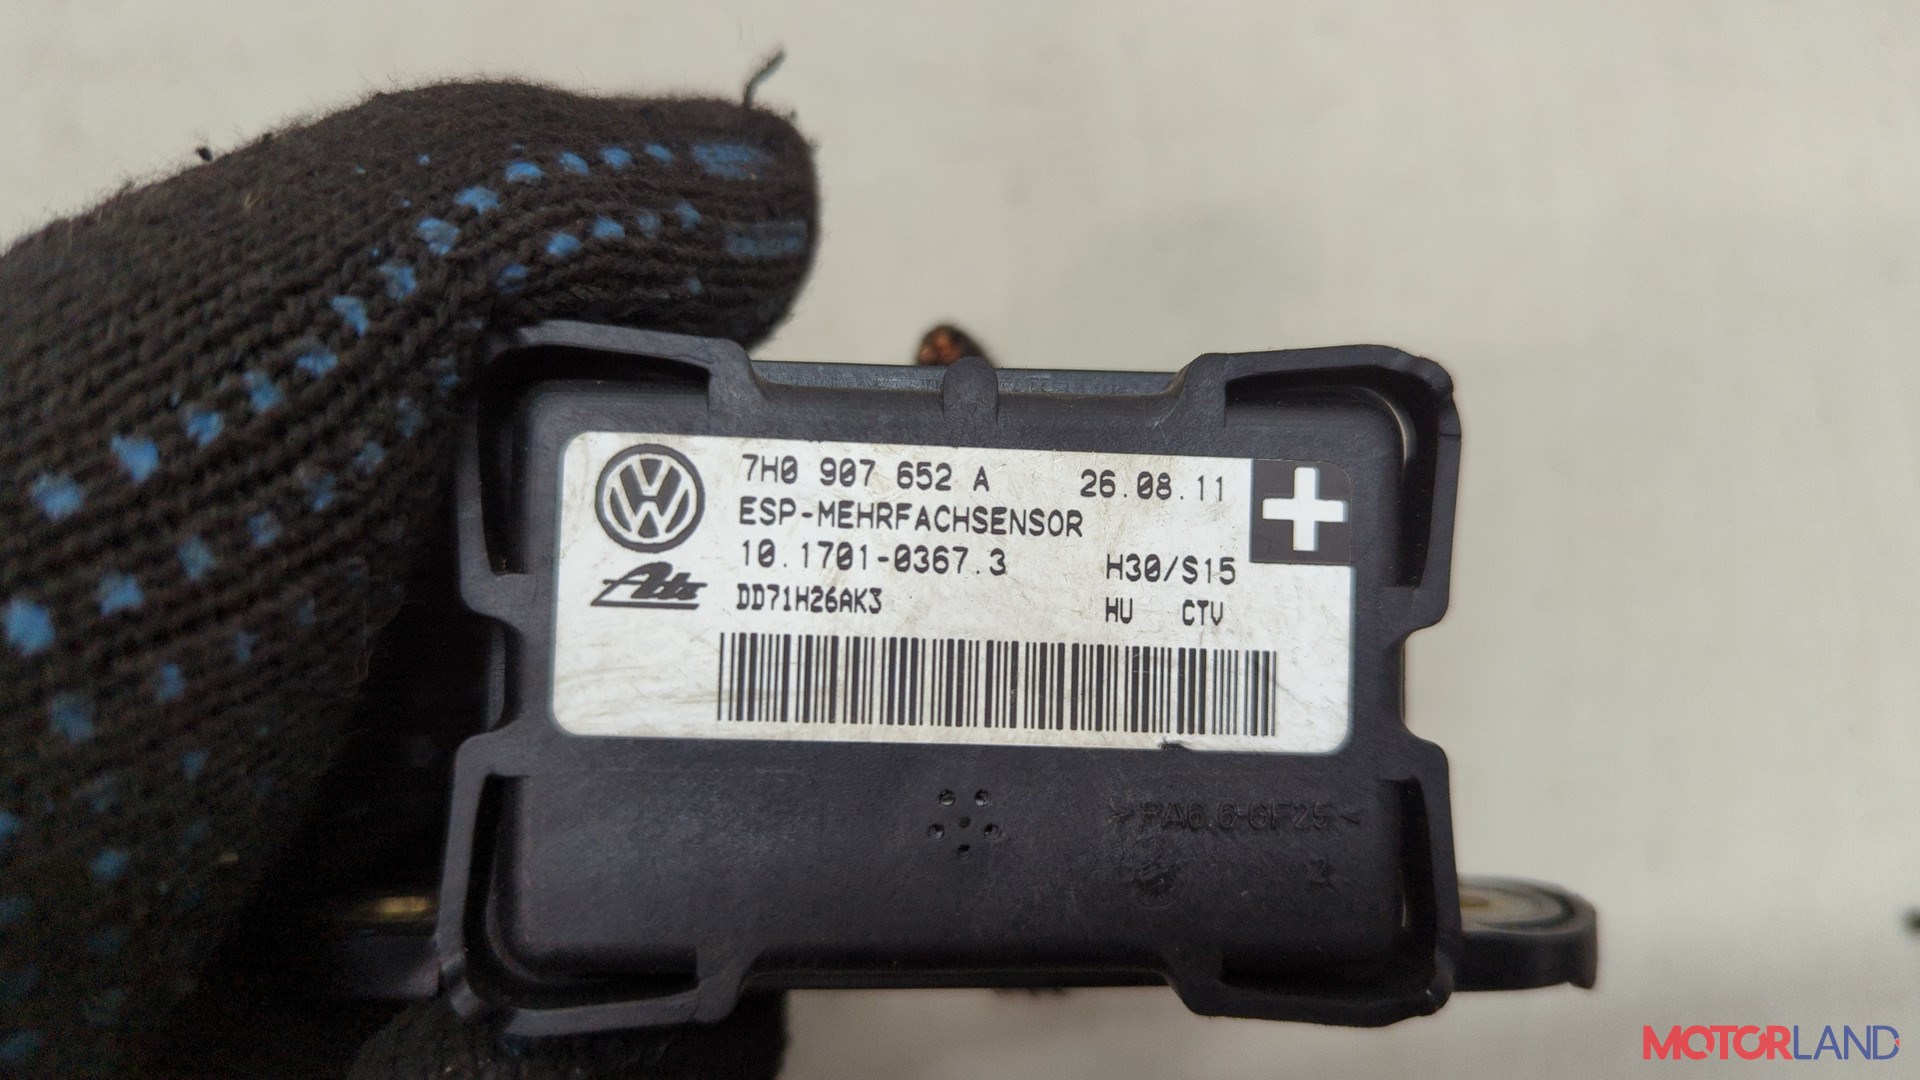 7H0 907 652 A 26.08.11
ESP-MEHRFACHSENSOR
10.1701-0367.3 H30/S15
Ate DD71H26AK3 HU CTV
>PA6.6-GF25<
MOTORLAND